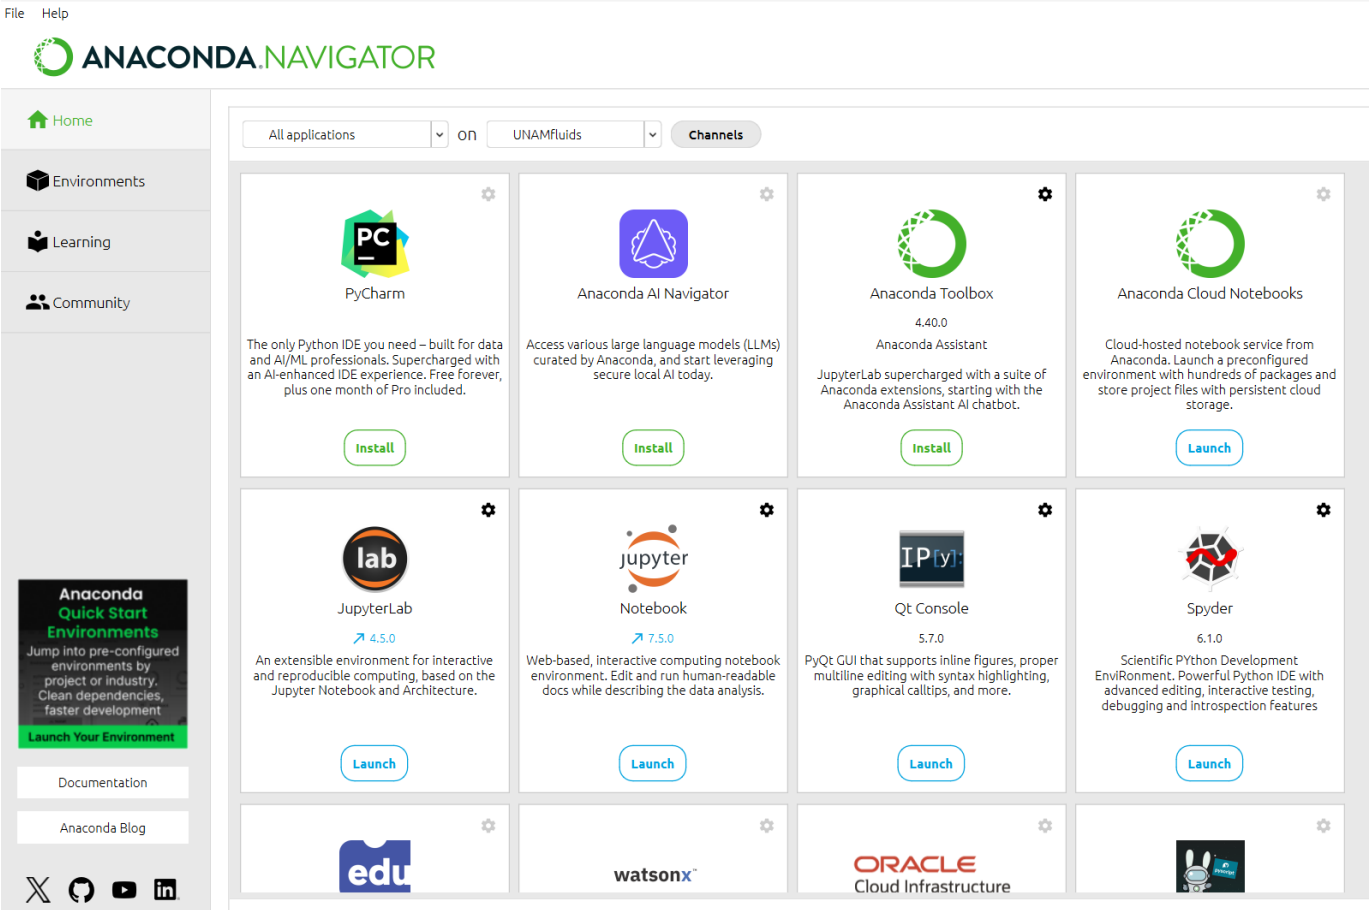 File Help
ANACONDA.NAVIGATOR
Home
Environments
Learning
Community
Anaconda
Quick Start
Environments
Jump into pre-configured
environments by
project or industry.
Clean dependencies,
faster development
Launch Your Environment
Documentation
Anaconda Blog
All applications on UNAMfluids Channels
PC
PyCharm
The only Python IDE you need – built for data
and AI/ML professionals. Supercharged with
an AI-enhanced IDE experience. Free forever,
plus one month of Pro included.
Install
Anaconda AI Navigator
Access various large language models (LLMs)
curated by Anaconda, and start leveraging
secure local AI today.
Install
Anaconda Toolbox
4.40.0
Anaconda Assistant
JupyterLab supercharged with a suite of
Anaconda extensions, starting with the
Anaconda Assistant AI chatbot.
Install
Anaconda Cloud Notebooks
Cloud-hosted notebook service from
Anaconda. Launch a preconfigured
environment with hundreds of packages and
store project files with persistent cloud
storage.
Launch
lab
JupyterLab
4.5.0
An extensible environment for interactive
and reproducible computing, based on the
Jupyter Notebook and Architecture.
Launch
jupyter
Notebook
7.5.0
Web-based, interactive computing notebook
environment. Edit and run human-readable
docs while describing the data analysis.
Launch
IP[y]:
Qt Console
5.7.0
PyQt GUI that supports inline figures, proper
multiline editing with syntax highlighting,
graphical calltips, and more.
Launch
Spyder
6.1.0
Scientific PYthon Development
EnviRonment. Powerful Python IDE with
advanced editing, interactive testing,
debugging and introspection features
Launch
edu
watsonx™
ORACLE
Cloud Infrastructure